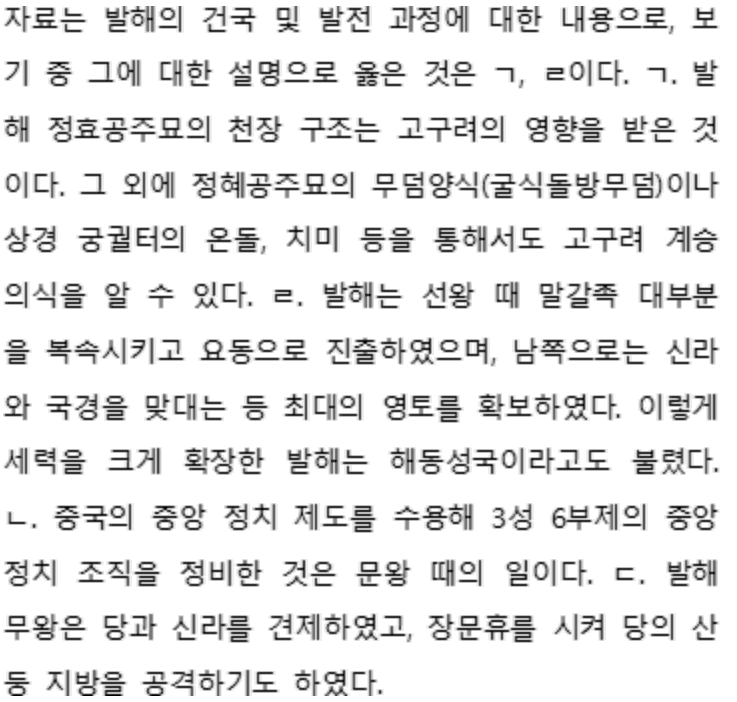 자료는 발해의 건국 및 발전 과정에 대한 내용으로, 보
기 중 그에 대한 설명으로 옳은 것은 ㄱ, ㄹ이다. ㄱ. 발
해 정효공주묘의 천장 구조는 고구려의 영향을 받은 것
이다. 그 외에 정혜공주묘의 무덤양식(굴식돌방무덤)이나
상경 궁궐터의 온돌, 치미 등을 통해서도 고구려 계승
의식을 알 수 있다. ㄹ. 발해는 선왕 때 말갈족 대부분
을 복속시키고 요동으로 진출하였으며, 남쪽으로는 신라
와 국경을 맞대는 등 최대의 영토를 확보하였다. 이렇게
세력을 크게 확장한 발해는 해동성국이라고도 불렸다.
ㄴ. 중국의 중앙 정치 제도를 수용해 3성 6부제의 중앙
정치 조직을 정비한 것은 문왕 때의 일이다. ㄷ. 발해
무왕은 당과 신라를 견제하였고, 장문휴를 시켜 당의 산
둥 지방을 공격하기도 하였다.